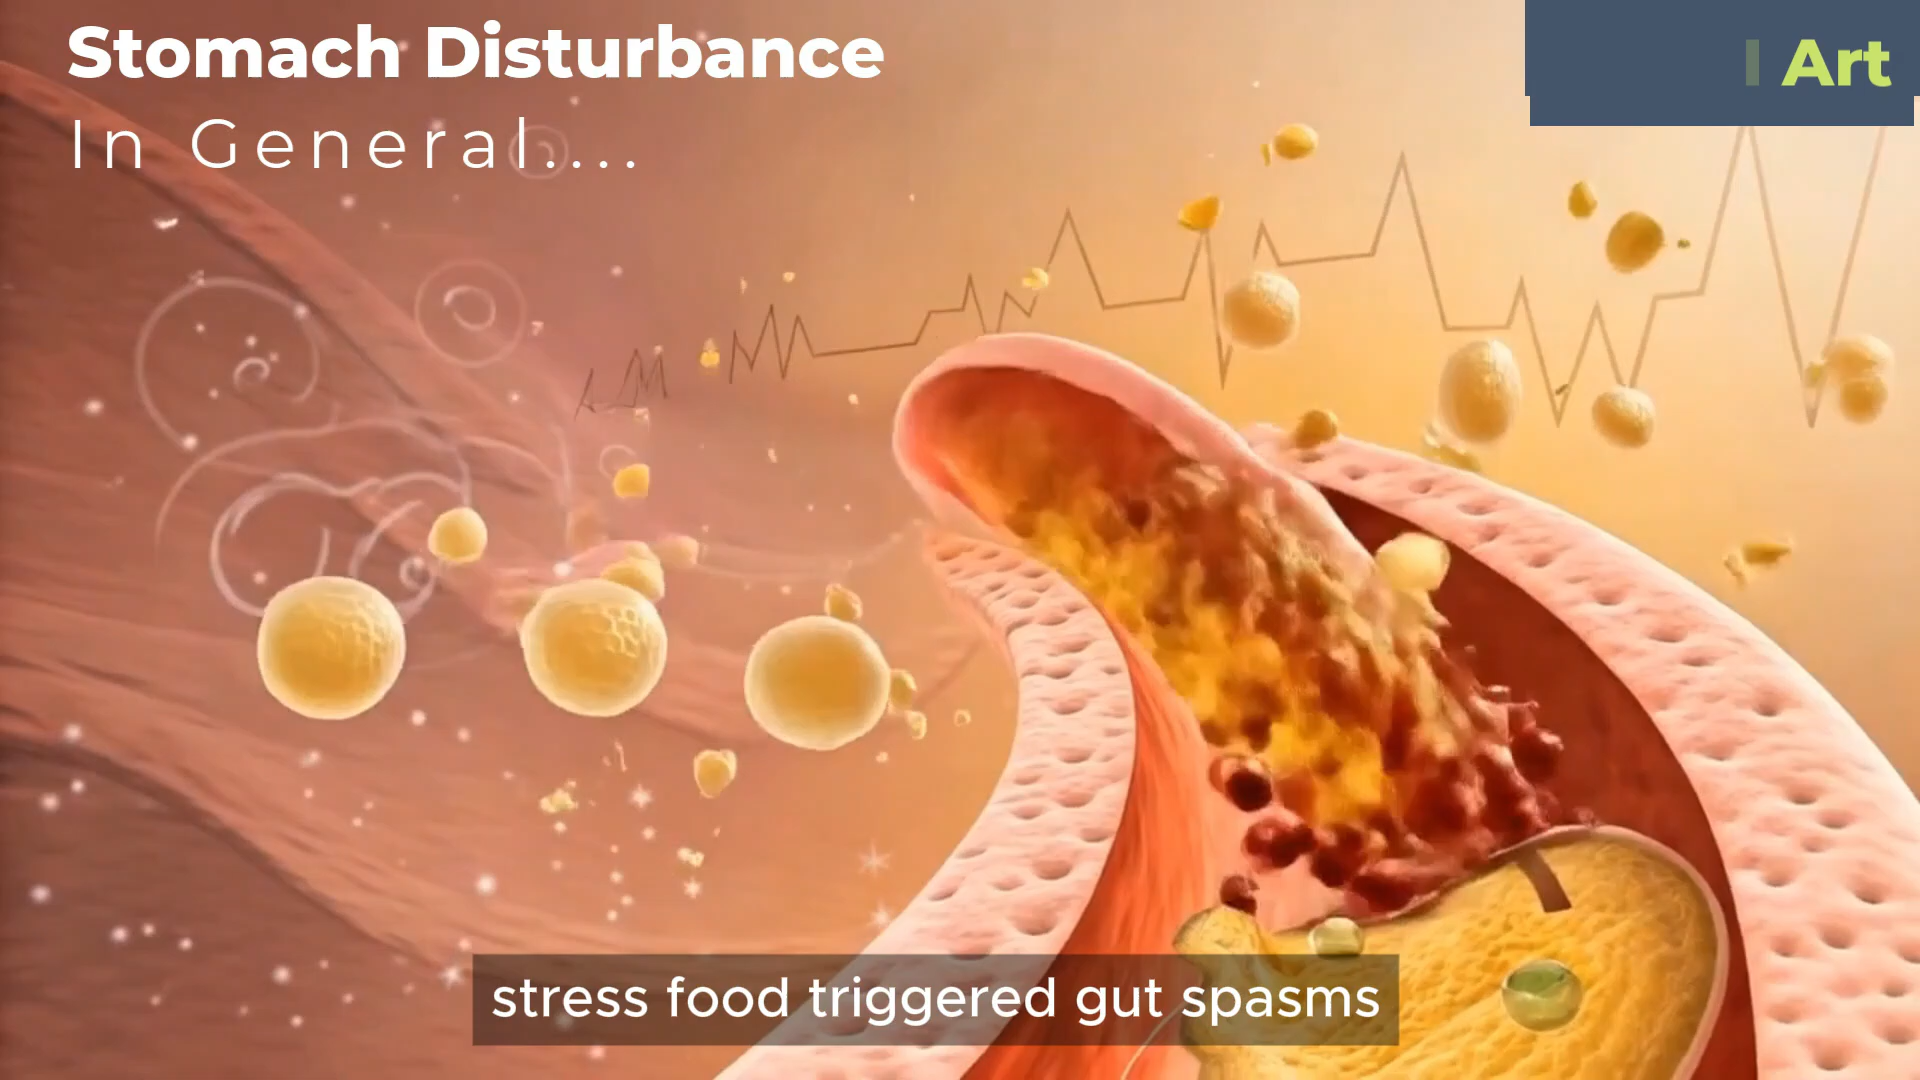 Stomach Disturbance
In General....
| Art
stress food triggered gut spasms